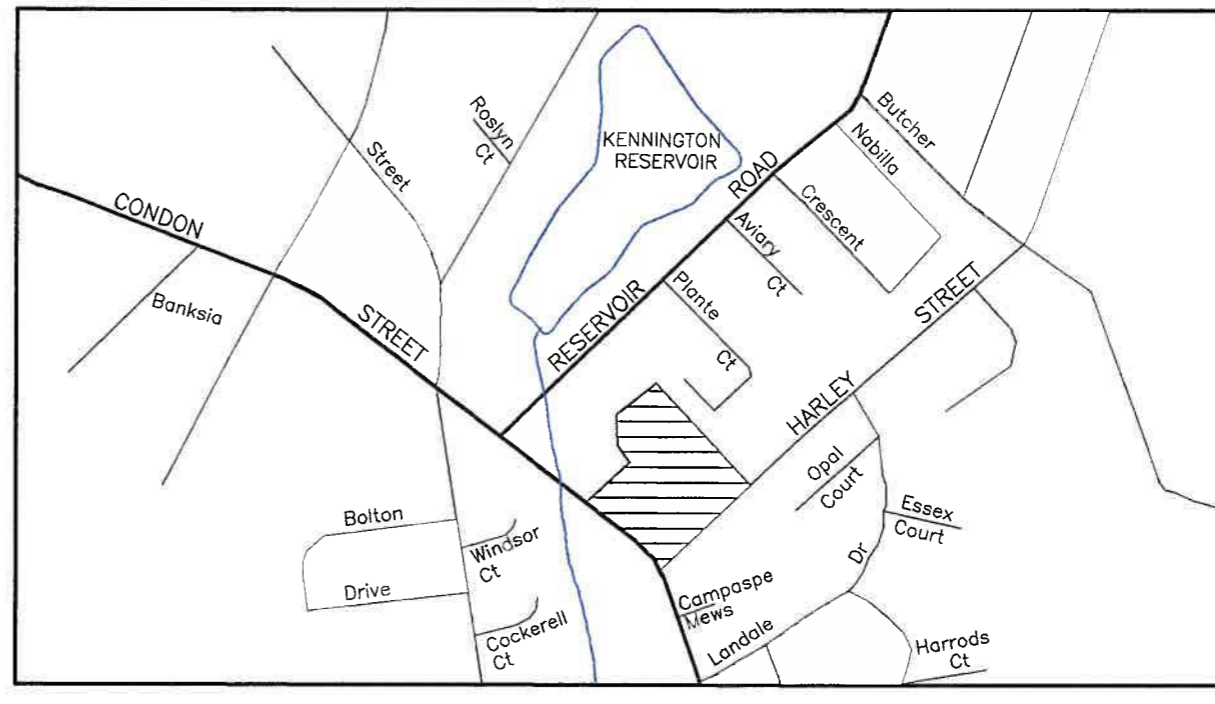 Roslyn
Ct
Street
KENNINGTON
RESERVOIR
Butcher
Nabilla
ROAD
Crescent
Aviary
Ct
CONDON
STREET
Banksia
RESERVOIR
Plante
Ct
STREET
HARLEY
Opal
Court
Essex
Court
Dr
Bolton
Drive
Windsor
Ct
Cockerell
Ct
Campaspe
Mews
Landale
Harrods
Ct